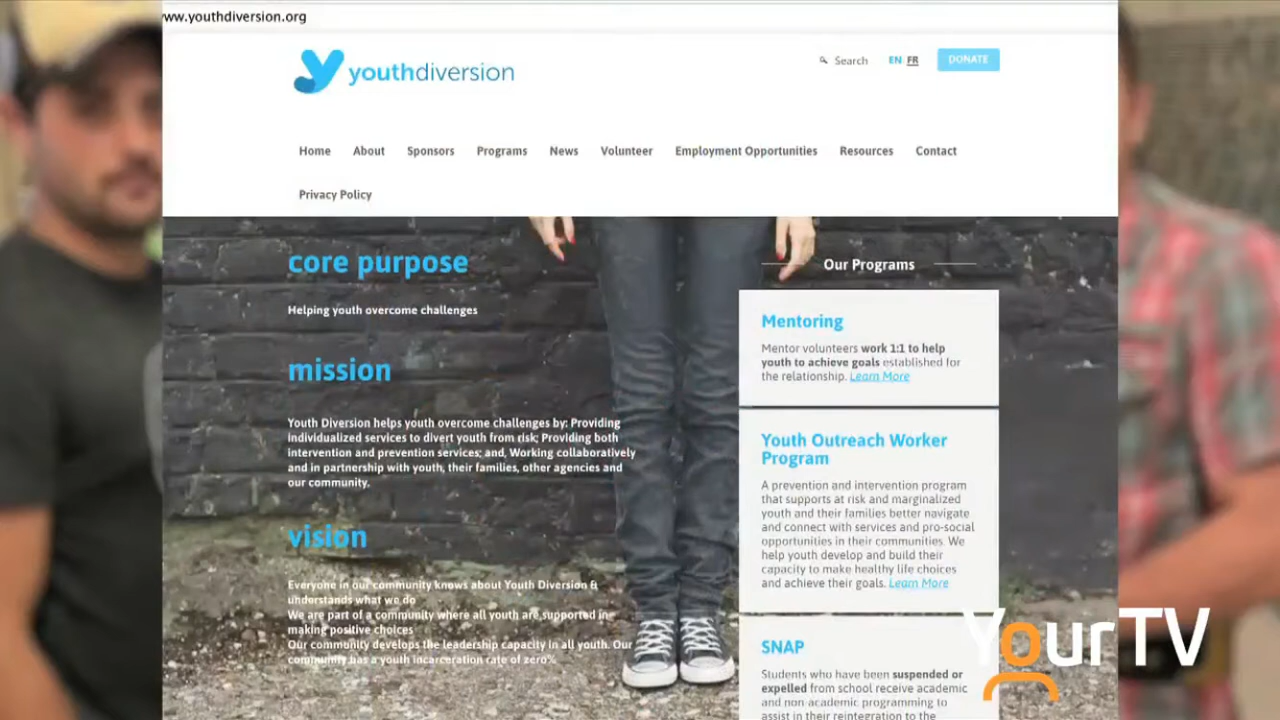 www.youthdiversion.org
youthdiversion
Search EN FR DONATE
Home About Sponsors Programs News Volunteer Employment Opportunities Resources Contact
Privacy Policy
core purpose
Helping youth overcome challenges
mission
Youth Diversion helps youth overcome challenges by: Providing
individualized services to divert youth from risk; Providing both
intervention and prevention services; and, Working collaboratively
and in partnership with youth, their families, other agencies and
our community.
vision
Everyone in our community knows about Youth Diversion &
understands what we do
We are part of a community where all youth are supported in
making positive choices
Our community develops the leadership capacity in all youth. Our
community has a youth incarceration rate of zero%
Our Programs
Mentoring
Mentor volunteers work 1:1 to help
youth to achieve goals established for
the relationship. Learn More
Youth Outreach Worker
Program
A prevention and intervention program
that supports at risk and marginalized
youth and their families better navigate
and connect with services and pro-social
opportunities in their communities. We
help youth develop and build their
capacity to make healthy life choices
and achieve their goals. Learn More
SNAP
Students who have been suspended or
expelled from school receive academic
and non-academic programming to
assist in their reintegration to the
YourTV